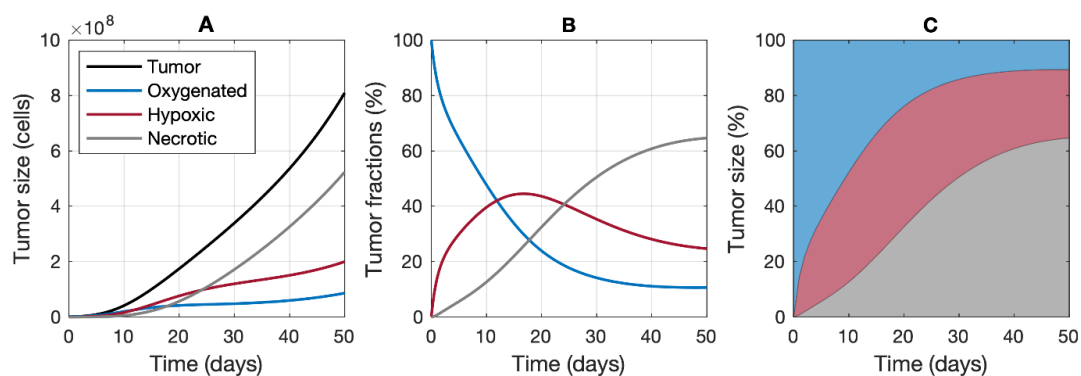 A
×10⁸
Tumor size (cells)
10
8
6
4
2
0
Tumor
Oxygenated
Hypoxic
Necrotic
0 10 20 30 40 50
Time (days)
B
Tumor fractions (%)
100
80
60
40
20
0
0 10 20 30 40 50
Time (days)
C
Tumor size (%)
100
80
60
40
20
0
0 10 20 30 40 50
Time (days)